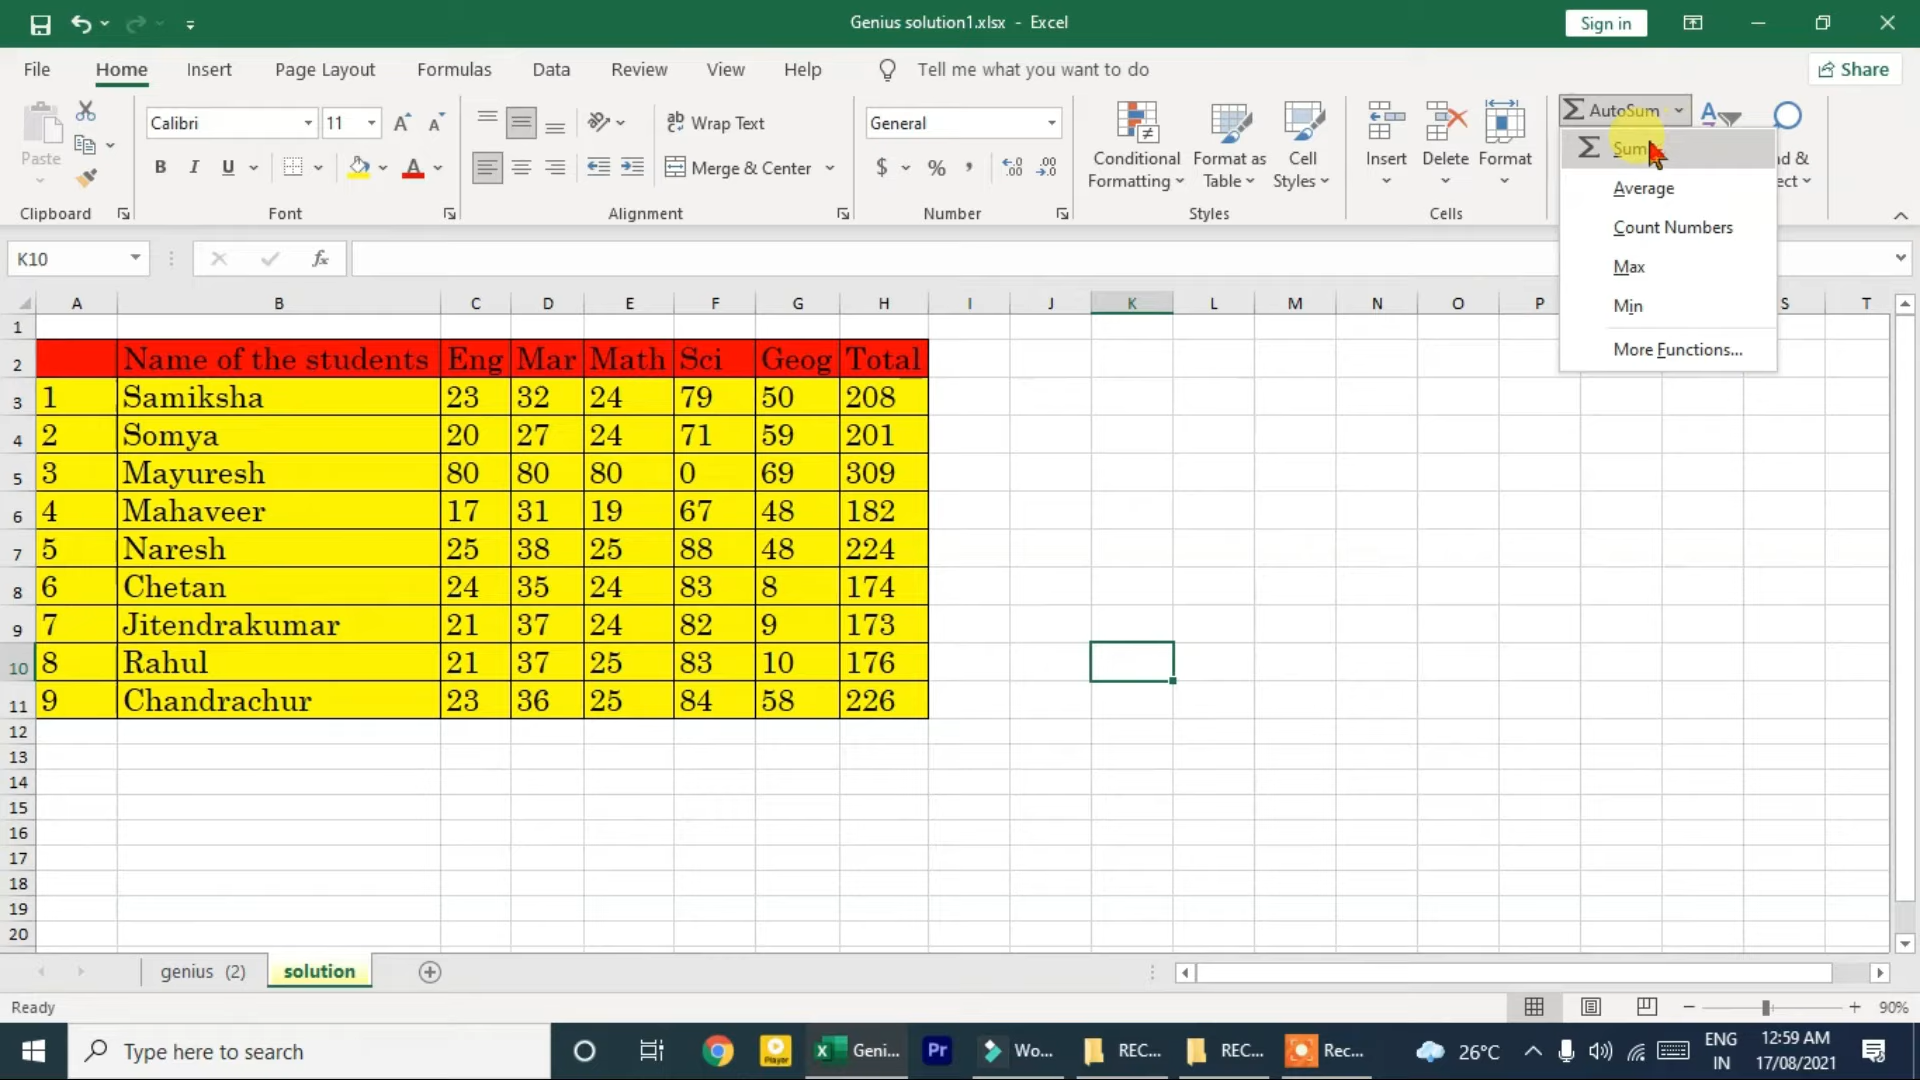 Genius solution1.xlsx - Excel
Sign in
File Home Insert Page Layout Formulas Data Review View Help Tell me what you want to do Share
Paste
Clipboard
Calibri 11
B I U
Font
Wrap Text
Merge & Center
Alignment
General
$ % ,
Number
Conditional Formatting
Format as Table
Cell Styles
Styles
Insert Delete Format
Cells
AutoSum
Sum
Average
Count Numbers
Max
Min
More Functions...
K10
fx
A B C D E F G H I J K L M N O P S T
1
2 Name of the students Eng Mar Math Sci Geog Total
3 1 Samiksha 23 32 24 79 50 208
4 2 Somya 20 27 24 71 59 201
5 3 Mayuresh 80 80 80 0 69 309
6 4 Mahaveer 17 31 19 67 48 182
7 5 Naresh 25 38 25 88 48 224
8 6 Chetan 24 35 24 83 8 174
9 7 Jitendrakumar 21 37 24 82 9 173
10 8 Rahul 21 37 25 83 10 176
11 9 Chandrachur 23 36 25 84 58 226
12
13
14
15
16
17
18
19
20
genius (2) solution
Ready
90%
Type here to search
Player
Geni...
Pr
Wo...
REC...
REC...
Rec...
26°C
ENG
IN
12:59 AM
17/08/2021